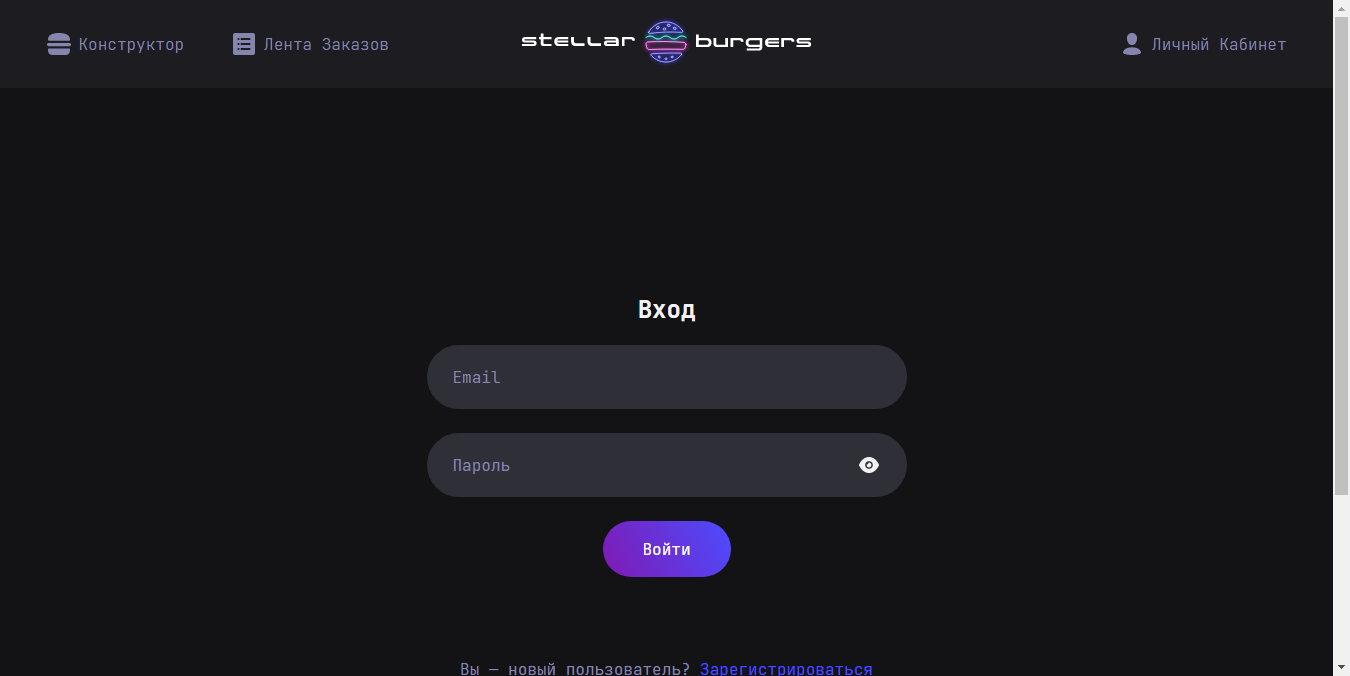 Конструктор
Лента Заказов
stellar burgers
Личный Кабинет
Вход
Email
Пароль
Войти
Вы — новый пользователь? Зарегистрироваться